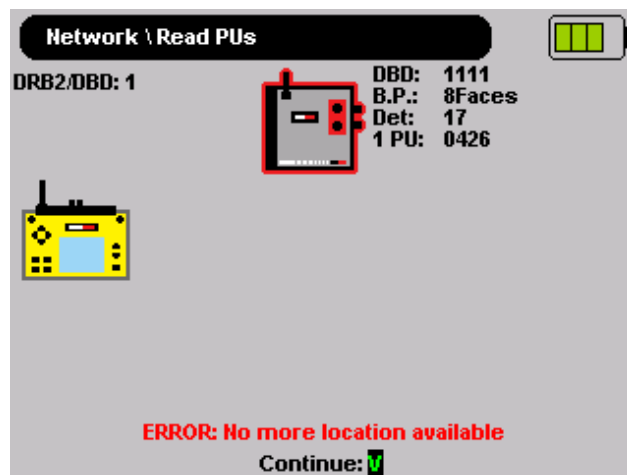 Network \ Read PUs
DRB2/DBD: 1
DBD: 1111
B.P.: 8Faces
Det: 17
1 PU: 0426
ERROR: No more location available
Continue: V